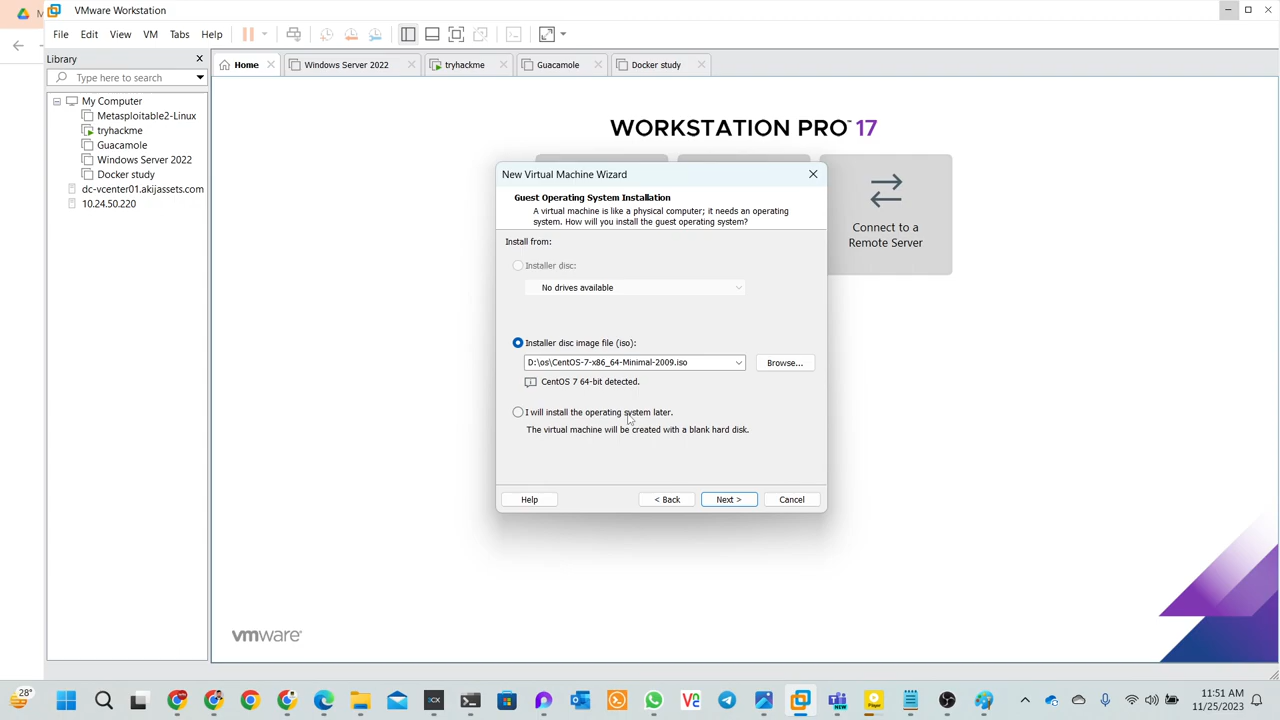 VMware Workstation
File Edit View VM Tabs Help
Library
Type here to search
Home Windows Server 2022 tryhackme Guacamole Docker study
My Computer
Metasploitable2-Linux
tryhackme
Guacamole
Windows Server 2022
Docker study
dc-vcenter01.akijassets.com
10.24.50.220
WORKSTATION PRO™ 17
Connect to a
Remote Server
New Virtual Machine Wizard
Guest Operating System Installation
A virtual machine is like a physical computer; it needs an operating
system. How will you install the guest operating system?
Install from:
Installer disc:
No drives available
Installer disc image file (iso):
D:\os\CentOS-7-x86_64-Minimal-2009.iso
Browse...
CentOS 7 64-bit detected.
I will install the operating system later.
The virtual machine will be created with a blank hard disk.
Help < Back Next > Cancel
vmware®
28°
11:51 AM
11/25/2023